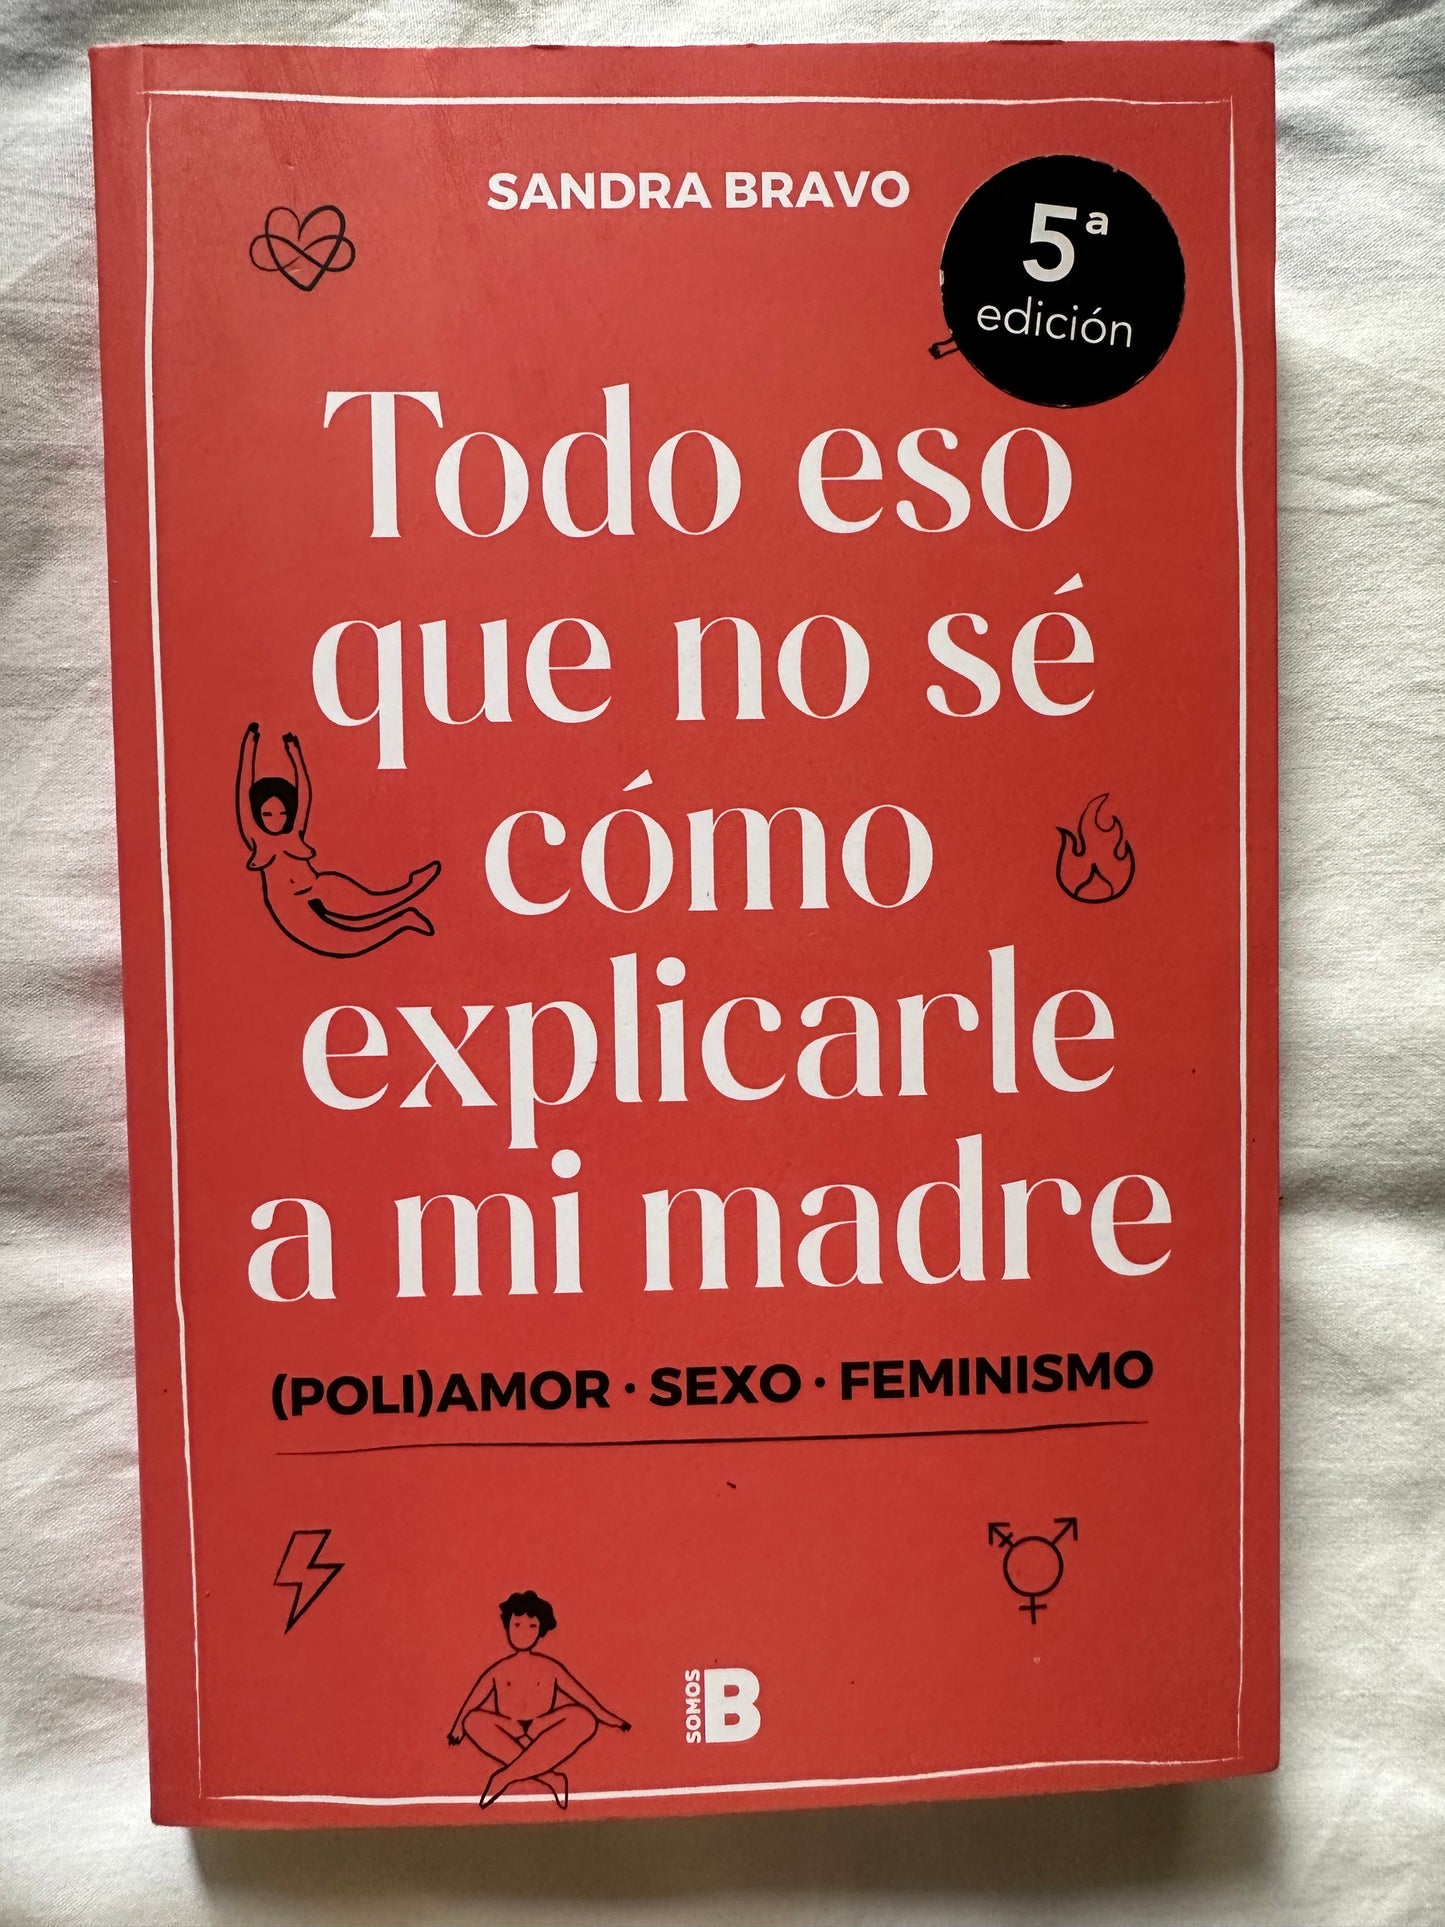 SANDRA BRAVO
5ª
edición
Todo eso
que no sé
cómo
explicarle
a mi madre
(POLI)AMOR · SEXO · FEMINISMO
SOMOS
B